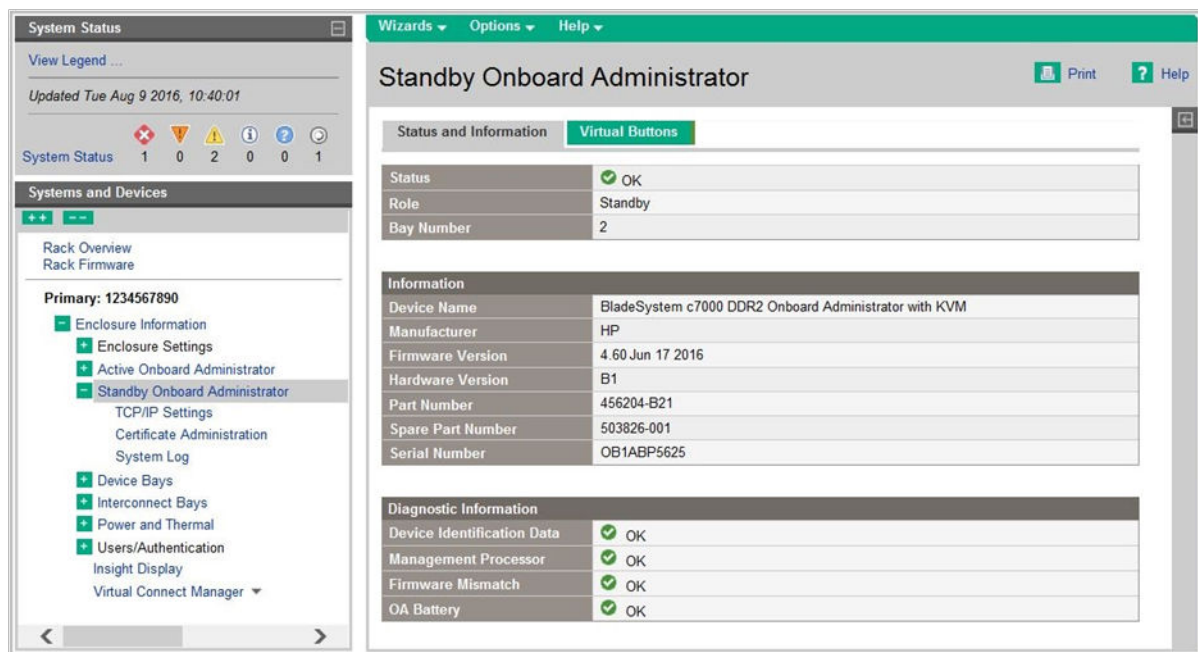 System Status
View Legend ...
Updated Tue Aug 9 2016, 10:40:01
System Status 1 0 2 0 0 1
Systems and Devices
++ --
Rack Overview
Rack Firmware
Primary: 1234567890
Enclosure Information
Enclosure Settings
Active Onboard Administrator
Standby Onboard Administrator
TCP/IP Settings
Certificate Administration
System Log
Device Bays
Interconnect Bays
Power and Thermal
Users/Authentication
Insight Display
Virtual Connect Manager
Wizards Options Help
Standby Onboard Administrator
Print ? Help
Status and Information Virtual Buttons
Status OK
Role Standby
Bay Number 2
Information
Device Name BladeSystem c7000 DDR2 Onboard Administrator with KVM
Manufacturer HP
Firmware Version 4.60 Jun 17 2016
Hardware Version B1
Part Number 456204-B21
Spare Part Number 503826-001
Serial Number OB1ABP5625
Diagnostic Information
Device Identification Data OK
Management Processor OK
Firmware Mismatch OK
OA Battery OK